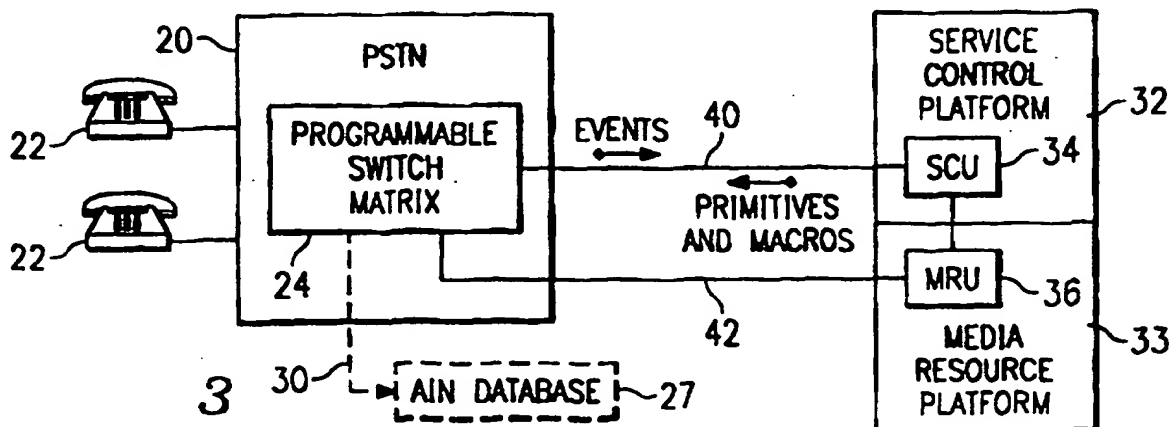 20
PSTN
22
22
PROGRAMMABLE
SWITCH
MATRIX
24
EVENTS
40
PRIMITIVES
AND MACROS
42
30
AIN DATABASE
27
3
SERVICE
CONTROL
PLATFORM
32
SCU
34
MRU
36
MEDIA
RESOURCE
PLATFORM
33